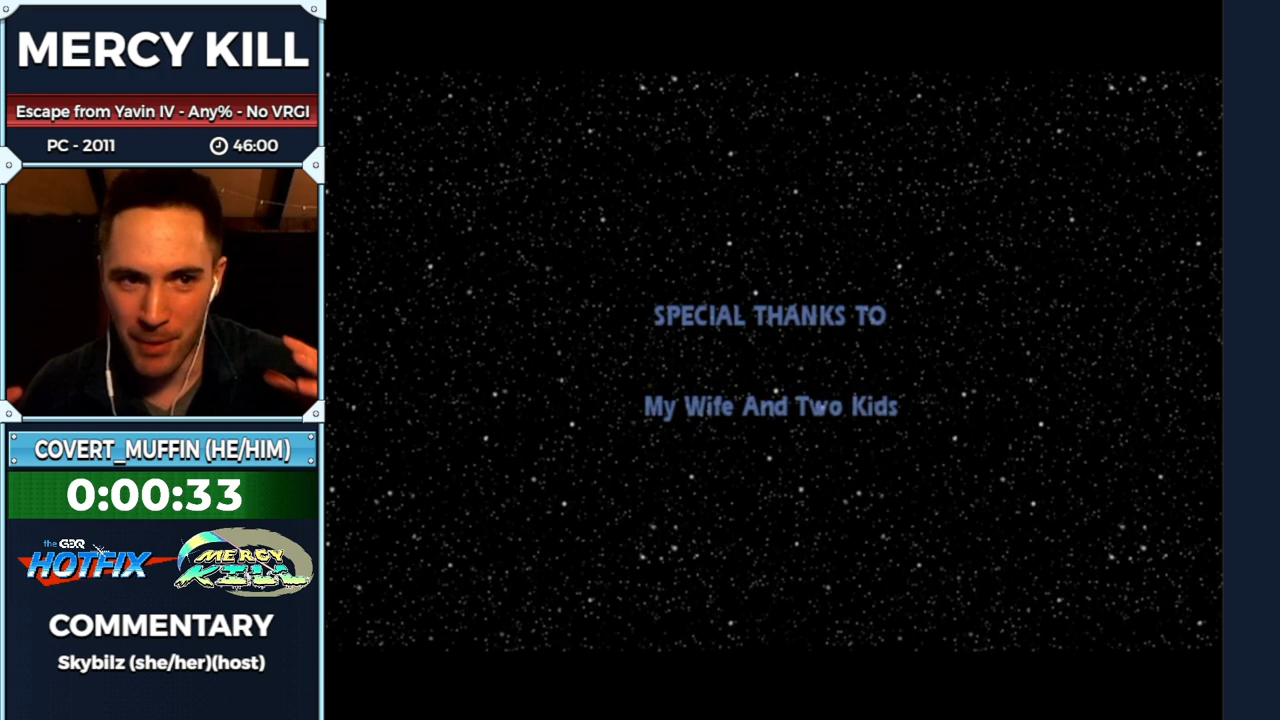 MERCY KILL
Escape from Yavin IV - Any% - No VRGI
PC - 2011
46:00
SPECIAL THANKS TO
My Wife And Two Kids
COVERT_MUFFIN (HE/HIM)
0:00:33
the GDQ
HOTFIX
MERCY
KILL
COMMENTARY
Skybilz (she/her)(host)